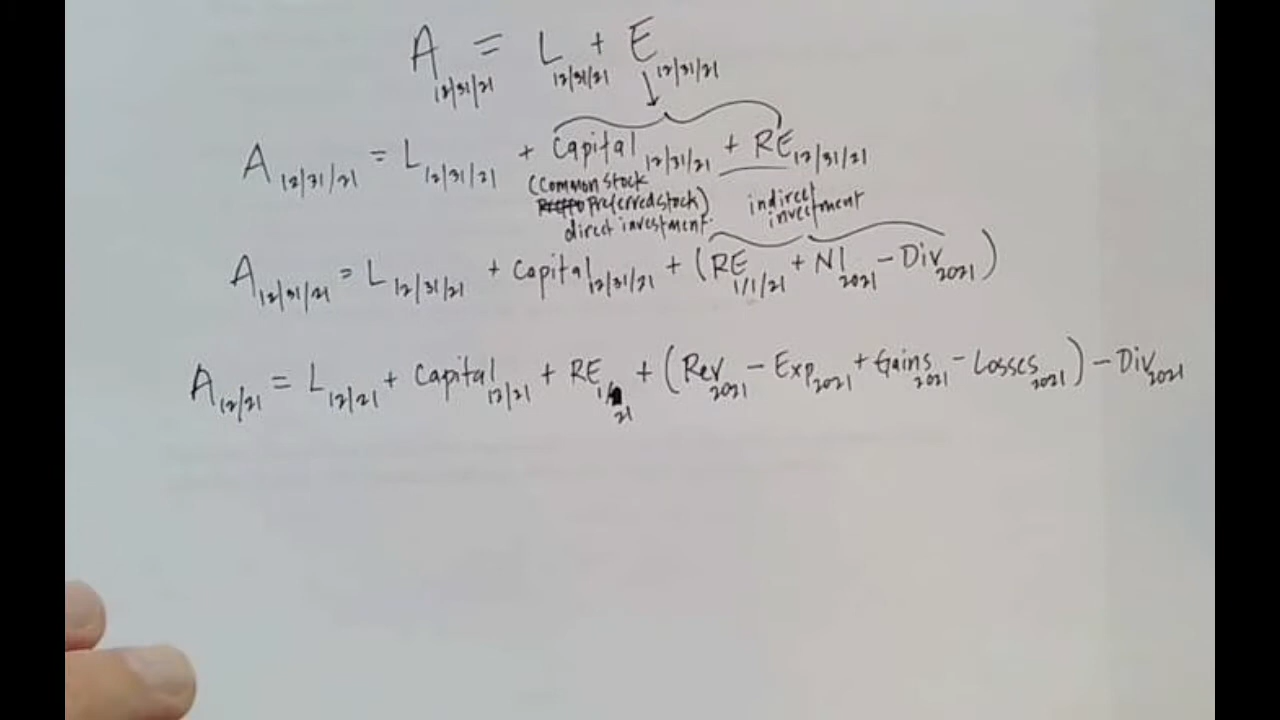 A 12/31/21 = L 12/31/21 + E 12/31/21
A 12/31/21 = L 12/31/21 + Capital 12/31/21 + RE 12/31/21
(Common stock
Preferred stock)
direct investment.
indirect
investment
A 12/31/21 = L 12/31/21 + Capital 12/31/21 + (RE 1/1/21 + NI 2021 - Div 2021)
A 12/21 = L 12/21 + Capital 12/21 + RE 1/ 21 + (Rev 2021 - Exp 2021 + Gains 2021 - Losses 2021) - Div 2021